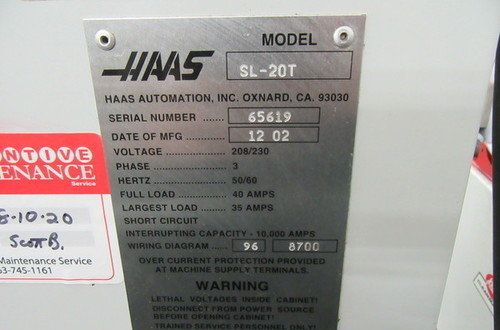 MODEL
HAAS SL-20T
HAAS AUTOMATION, INC. OXNARD, CA. 93030
SERIAL NUMBER ....... 65619
DATE OF MFG ........... 12 02
VOLTAGE ................. 208/230
PHASE ..................... 3
HERTZ ..................... 50/60
FULL LOAD ............... 40 AMPS
LARGEST LOAD ......... 35 AMPS
SHORT CIRCUIT
INTERRUPTING CAPACITY - 10,000 AMPS
WIRING DIAGRAM ...... 96 8700
OVER CURRENT PROTECTION PROVIDED
AT MACHINE SUPPLY TERMINALS.
WARNING
LETHAL VOLTAGES INSIDE CABINET!
DISCONNECT FROM POWER SOURCE
BEFORE OPENING CABINET!
TRAINED SERVICE PERSONNEL ONLY!
NTIVE
ENANCE
Service
8-10-20
Scott B.
Maintenance Service
3-745-1161